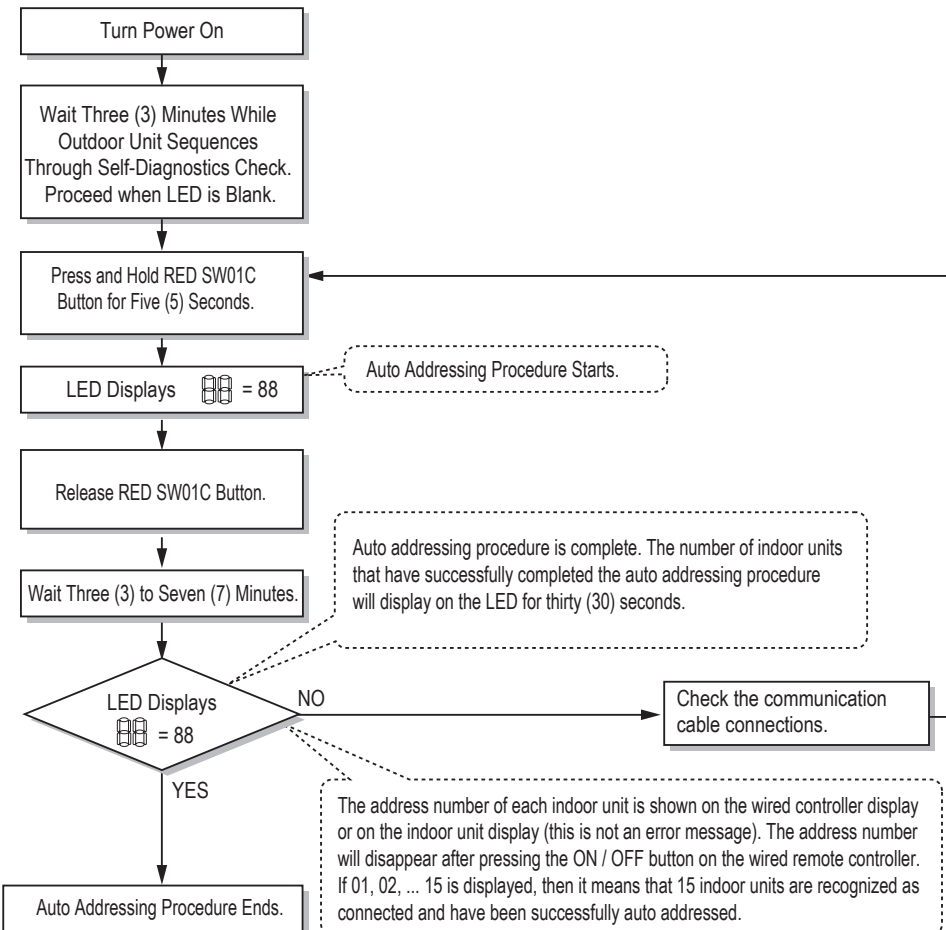 Turn Power On
Wait Three (3) Minutes While
Outdoor Unit Sequences
Through Self-Diagnostics Check.
Proceed when LED is Blank.
Press and Hold RED SW01C
Button for Five (5) Seconds.
LED Displays 88 = 88
Auto Addressing Procedure Starts.
Release RED SW01C Button.
Auto addressing procedure is complete. The number of indoor units
that have successfully completed the auto addressing procedure
will display on the LED for thirty (30) seconds.
Wait Three (3) to Seven (7) Minutes.
LED Displays
88 = 88
NO
Check the communication
cable connections.
YES
The address number of each indoor unit is shown on the wired controller display
or on the indoor unit display (this is not an error message). The address number
will disappear after pressing the ON / OFF button on the wired remote controller.
If 01, 02, ... 15 is displayed, then it means that 15 indoor units are recognized as
connected and have been successfully auto addressed.
Auto Addressing Procedure Ends.